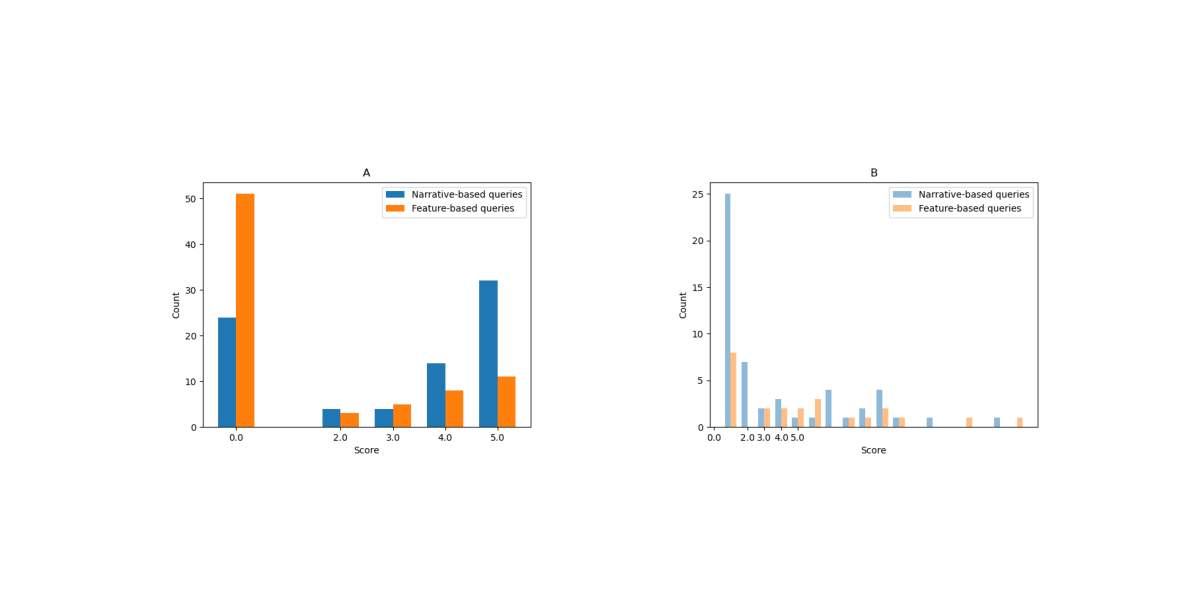 A
50
40
30
20
10
0
Count
Narrative-based queries
Feature-based queries
0.0 2.0 3.0 4.0 5.0
Score
B
25
20
15
10
5
0
Count
Narrative-based queries
Feature-based queries
0.0 2.0 3.0 4.0 5.0
Score